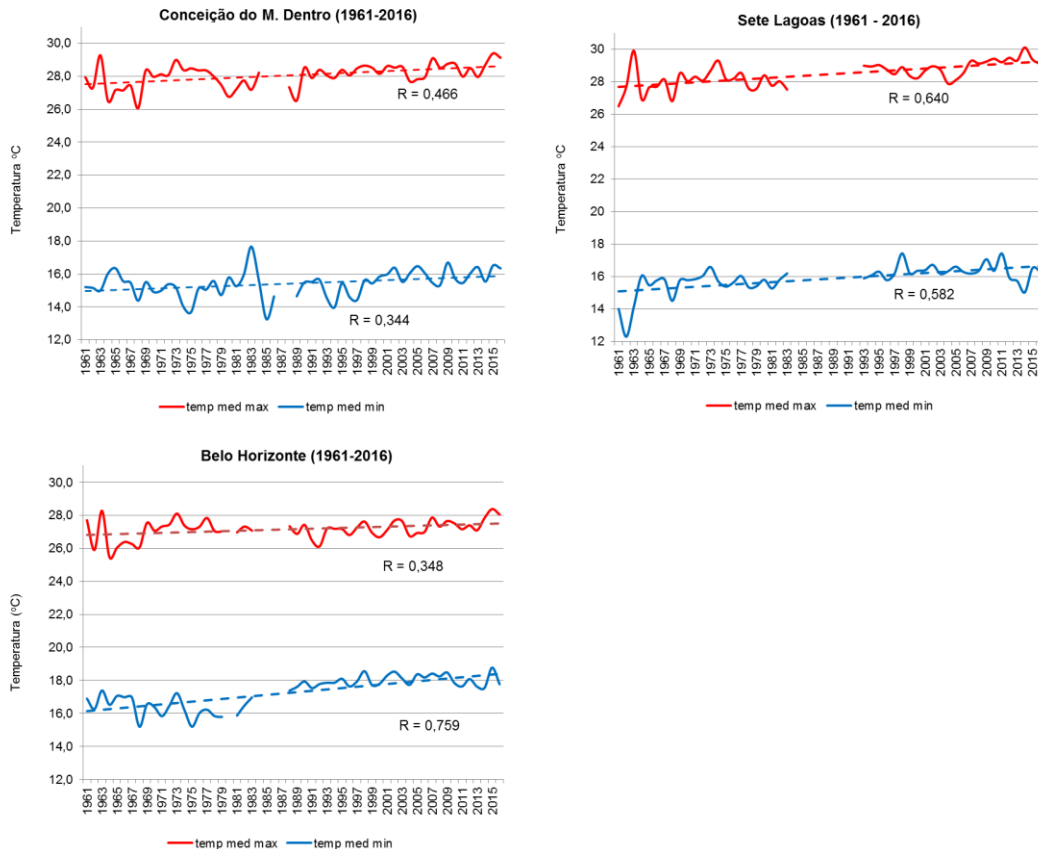 Conceição do M. Dentro (1961-2016)
Temperatura ºC
30,0
28,0
26,0
24,0
22,0
20,0
18,0
16,0
14,0
12,0
R = 0,466
R = 0,344
1961 1963 1965 1967 1969 1971 1973 1975 1977 1979 1981 1983 1985 1987 1989 1991 1993 1995 1997 1999 2001 2003 2005 2007 2009 2011 2013 2015
temp med max temp med min
Sete Lagoas (1961 - 2016)
Temperatura ºC
30
28
26
24
22
20
18
16
14
12
R = 0,640
R = 0,582
1961 1963 1965 1967 1969 1971 1973 1975 1977 1979 1981 1983 1985 1987 1989 1991 1993 1995 1997 1999 2001 2003 2005 2007 2009 2011 2013 2015
temp med max temp med min
Belo Horizonte (1961-2016)
Temperatura (ºC)
30,0
28,0
26,0
24,0
22,0
20,0
18,0
16,0
14,0
12,0
R = 0,348
R = 0,759
1961 1963 1965 1967 1969 1971 1973 1975 1977 1979 1981 1983 1985 1987 1989 1991 1993 1995 1997 1999 2001 2003 2005 2007 2009 2011 2013 2015
temp med max temp med min